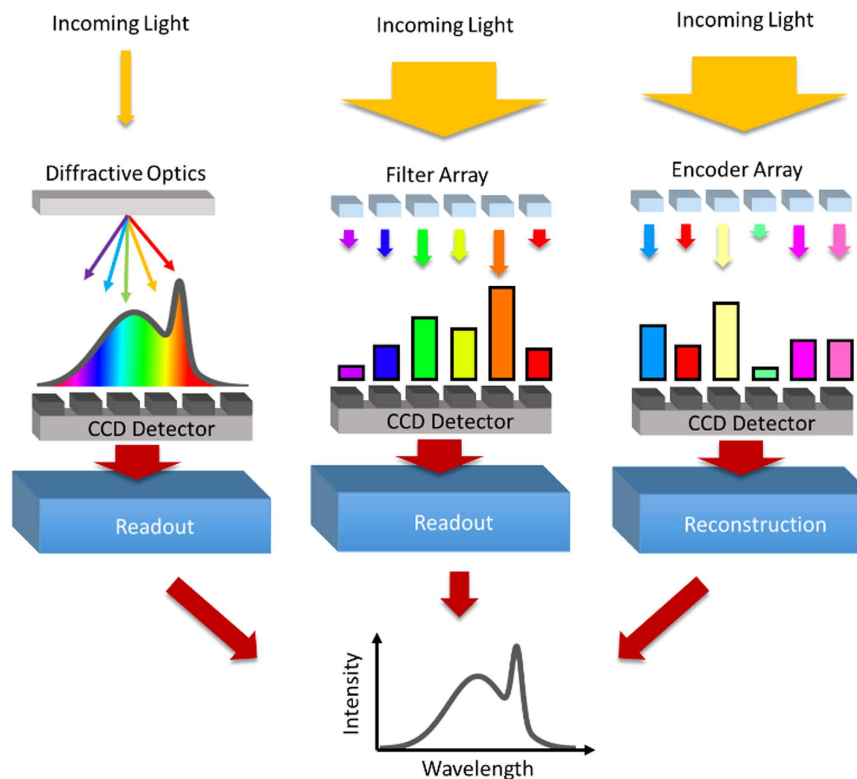 Incoming Light
Incoming Light
Incoming Light
Diffractive Optics
Filter Array
Encoder Array
CCD Detector
CCD Detector
CCD Detector
Readout
Readout
Reconstruction
Intensity
Wavelength